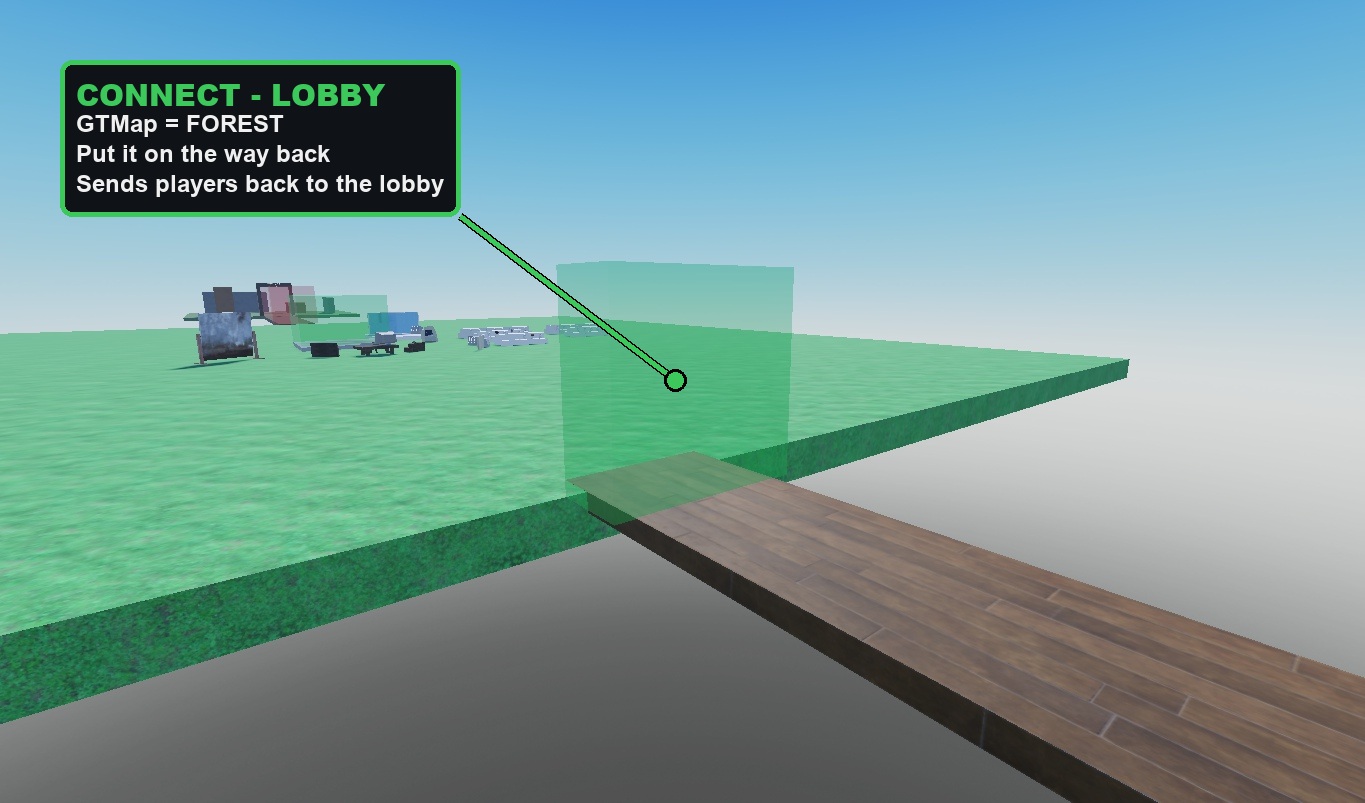 CONNECT - LOBBY
GTMap = FOREST
Put it on the way back
Sends players back to the lobby